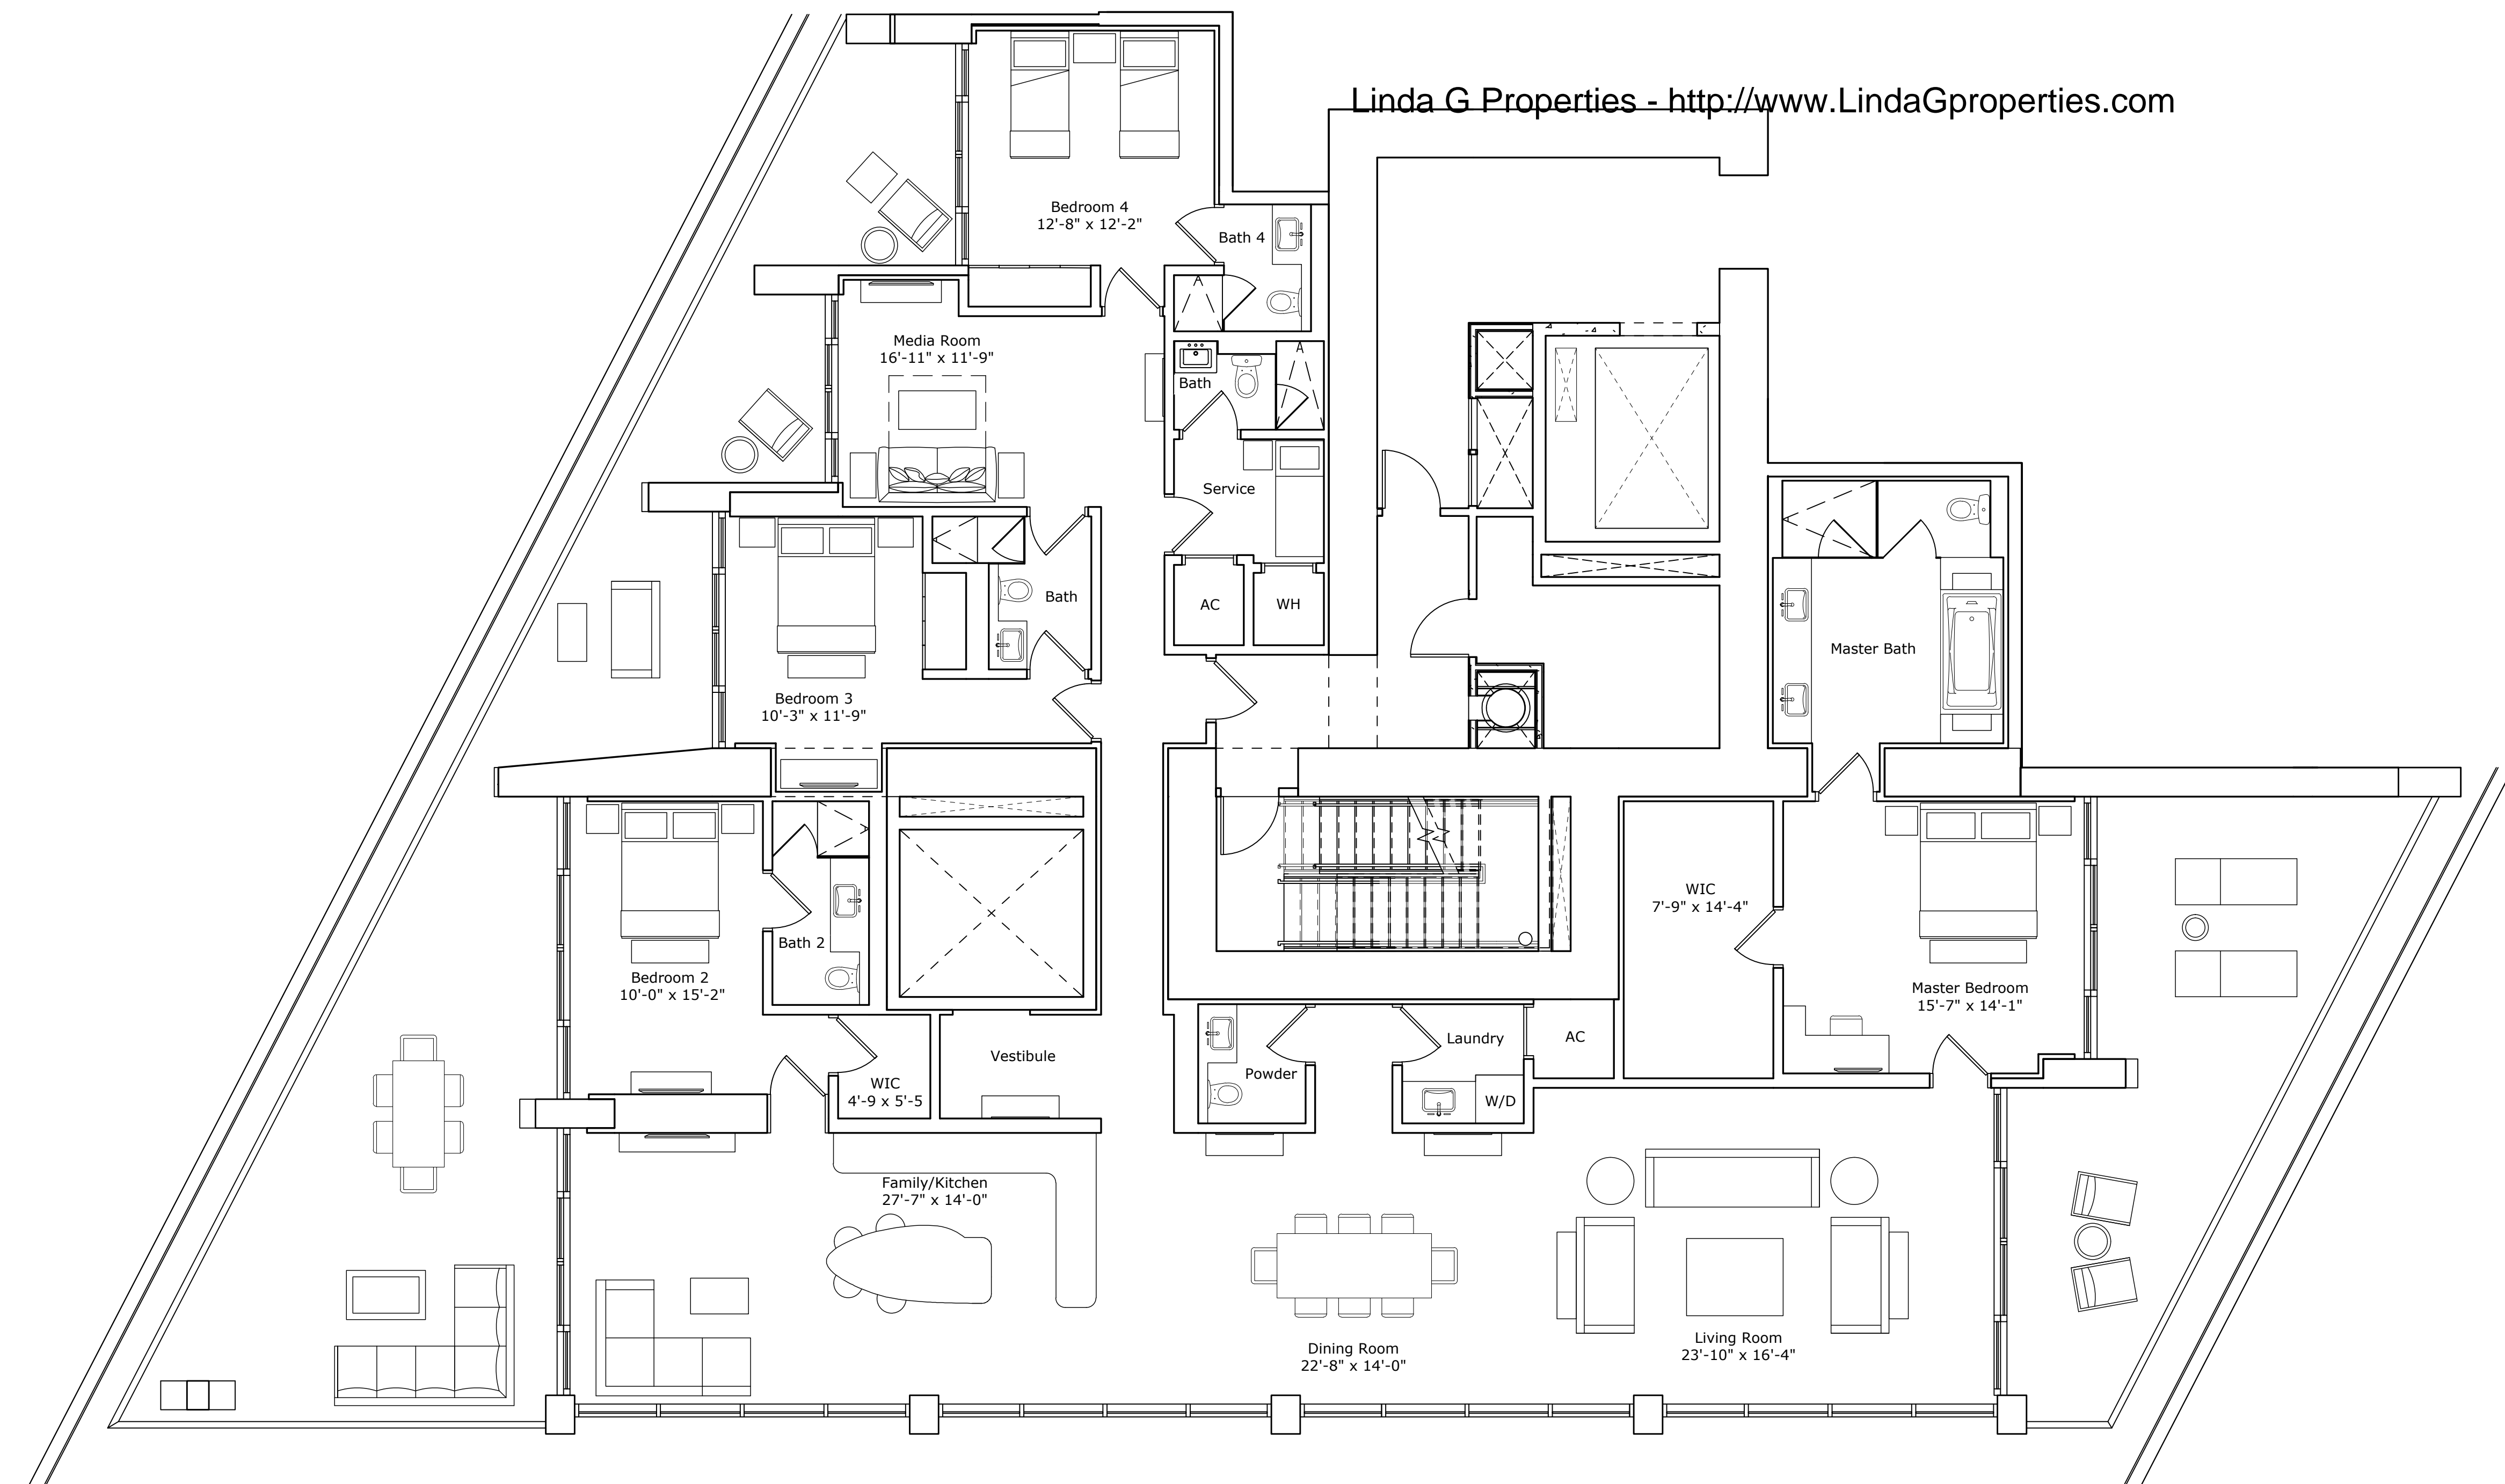 Linda G Properties - http://www.LindaGproperties.com
Bedroom 4
12'-8" x 12'-2"
Bath 4
A
Media Room
16'-11" x 11'-9"
A
Bath
Service
AC
WH
Bath
Bedroom 3
10'-3" x 11'-9"
Master Bath
WIC
7'-9" x 14'-4"
Bath 2
Bedroom 2
10'-0" x 15'-2"
Master Bedroom
15'-7" x 14'-1"
Vestibule
Laundry
AC
Powder
WIC
4'-9 x 5'-5
W/D
Family/Kitchen
27'-7" x 14'-0"
Dining Room
22'-8" x 14'-0"
Living Room
23'-10" x 16'-4"